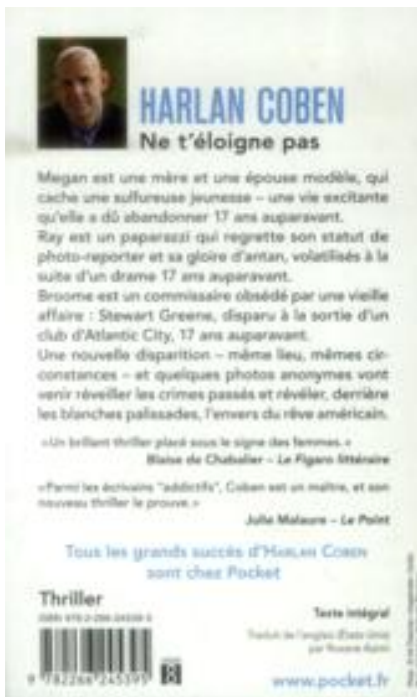 HARLAN COBEN
Ne t'éloigne pas
Megan est une mère et une épouse modèle, qui
cache une sulfureuse jeunesse – une vie excitante
qu'elle a dû abandonner 17 ans auparavant.
Ray est un paparazzi qui regrette son statut de
photo-reporter et sa gloire d'antan, volatilisés à la
suite d'un drame 17 ans auparavant.
Broome est un commissaire obsédé par une vieille
affaire : Stewart Greene, disparu à la sortie d'un
club d'Atlantic City, 17 ans auparavant.
Une nouvelle disparition – même lieu, mêmes cir-
constances – et quelques photos anonymes vont
venir réveiller les crimes passés et révéler, derrière
les blanches palissades, l'envers du rêve américain.
«Un brillant thriller placé sous le signe des femmes.»
Blaise de Chabalier – Le Figaro littéraire
«Parmi les écrivains "addictifs", Coben est un maître, et son
nouveau thriller le prouve.»
Julie Malaure – Le Point
Tous les grands succès d'HARLAN COBEN
sont chez Pocket
Thriller
Texte intégral
Traduit de l'anglais (États-Unis)
par Roxane Azimi
9 782266 245395
www.pocket.fr